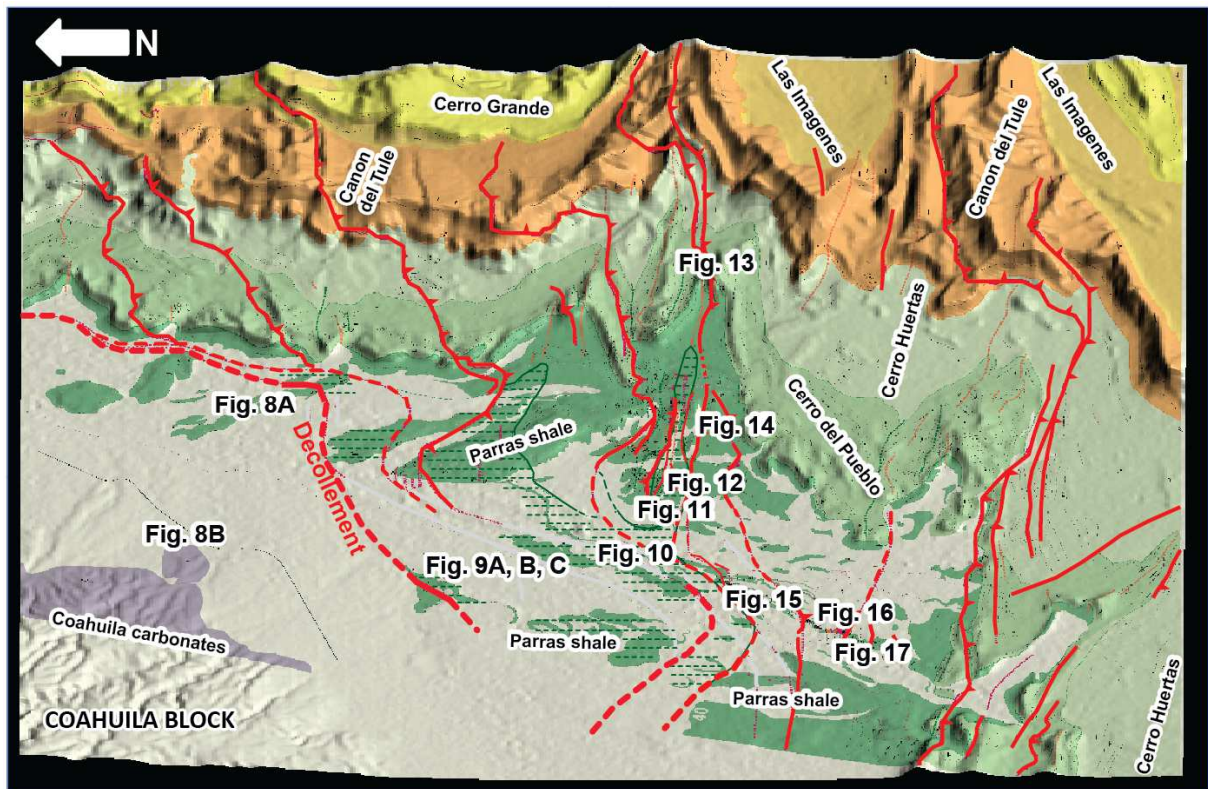 N
Cerro Grande
Las Imagenes
Las Imagenes
Canon
del Tule
Canon del Tule
Fig. 13
Cerro Huertas
Fig. 8A
Cerro del Pueblo
Fig. 14
Parras shale
Decollement
Fig. 12
Fig. 11
Fig. 8B
Fig. 10
Fig. 9A, B, C
Fig. 15
Fig. 16
Coahuila carbonates
Parras shale
Fig. 17
Cerro Huertas
Parras shale
COAHUILA BLOCK
40